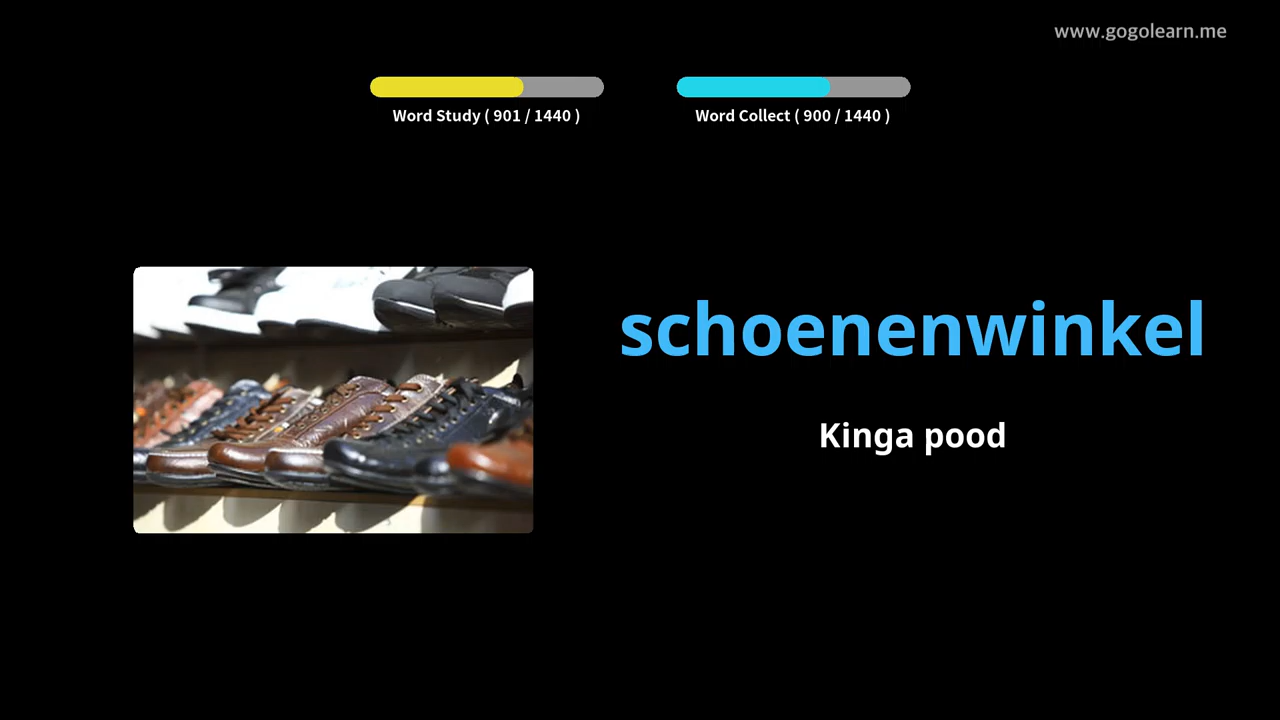 www.gogolearn.me
Word Study ( 901 / 1440 )
Word Collect ( 900 / 1440 )
schoenenwinkel
Kinga pood